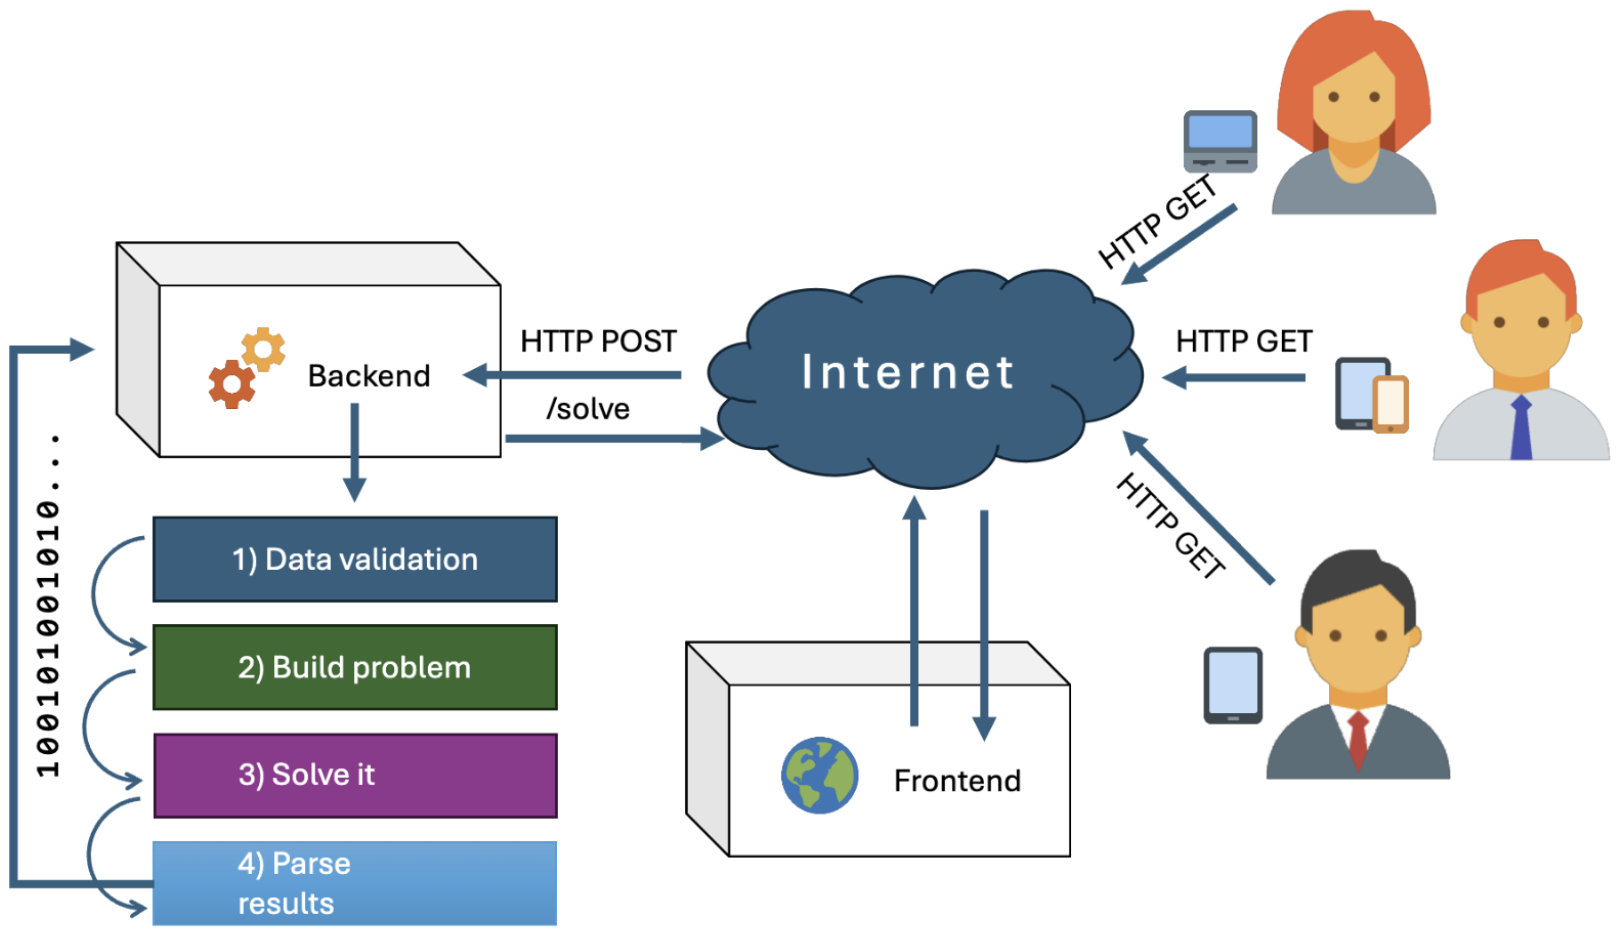 HTTP GET
HTTP POST
Internet
HTTP GET
Backend
/solve
HTTP GET
1001010100101010...
1) Data validation
2) Build problem
3) Solve it
Frontend
4) Parse
results